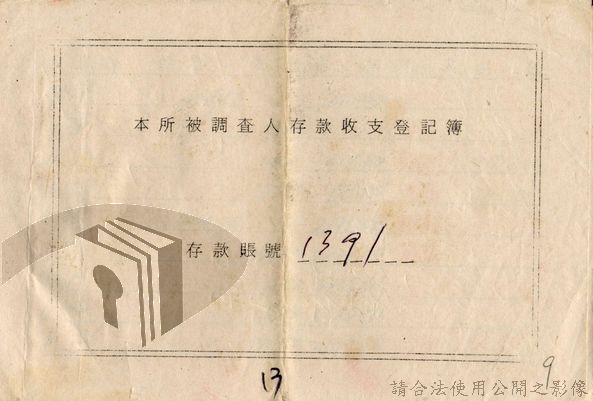 本所被調查人存款收支登記簿
存款賬號 1391
13
9
請合法使用公開之影像